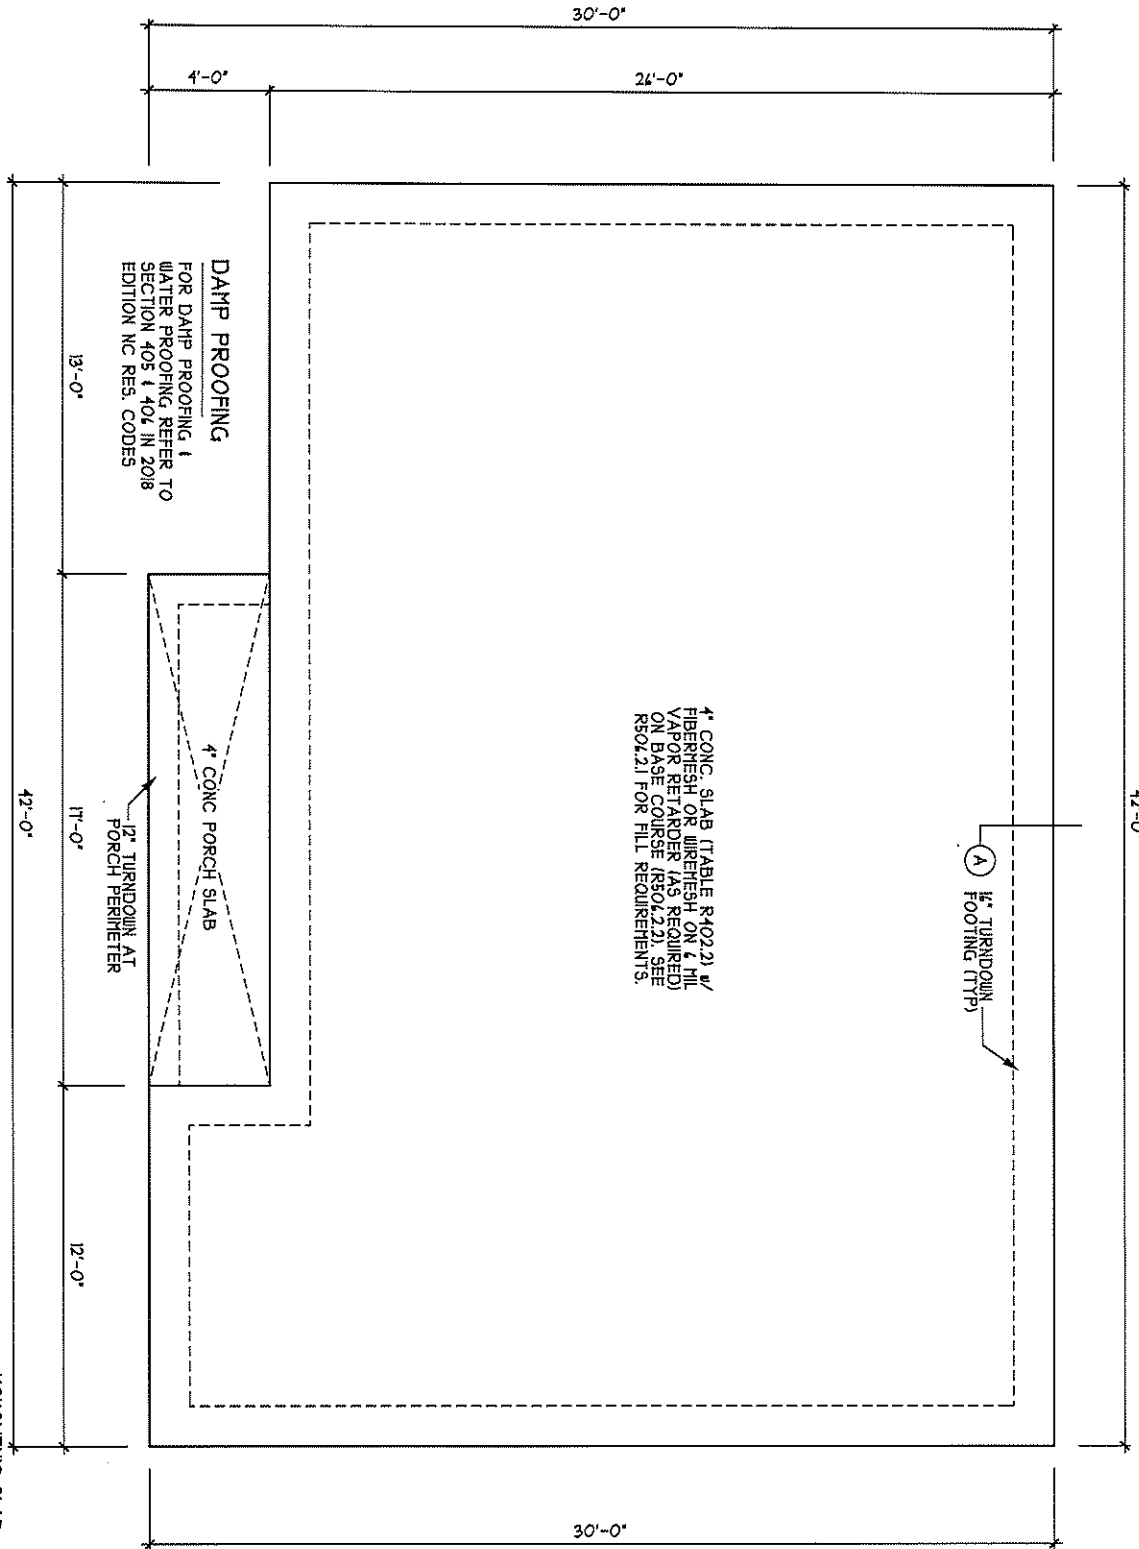 30'-0"
4'-0"
26'-0"
42'-0"
A
16" TURNDOWN
FOOTING (TYP)
4" CONC. SLAB (TABLE R402.2) w/
FIBERMESH OR WIREMESH ON 6 MIL
VAPOR RETARDER (AS REQUIRED)
ON BASE COURSE (R506.2.2). SEE
R506.2.1 FOR FILL REQUIREMENTS.
DAMP PROOFING
FOR DAMP PROOFING &
WATER PROOFING REFER TO
SECTION 405 & 406 IN 2018
EDITION NC RES. CODES
4" CONC PORCH SLAB
12" TURNDOWN AT
PORCH PERIMETER
13'-0"
17'-0"
12'-0"
42'-0"
30'-0"